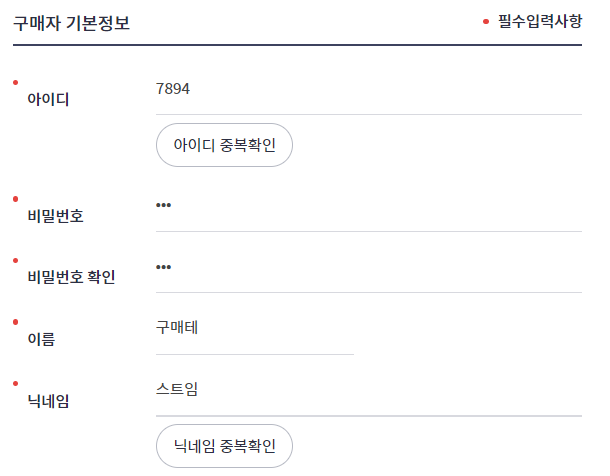 구매자 기본정보
• 필수입력사항
• 아이디
7894
아이디 중복확인
• 비밀번호
•••
• 비밀번호 확인
•••
• 이름
구매테
• 닉네임
스트임
닉네임 중복확인